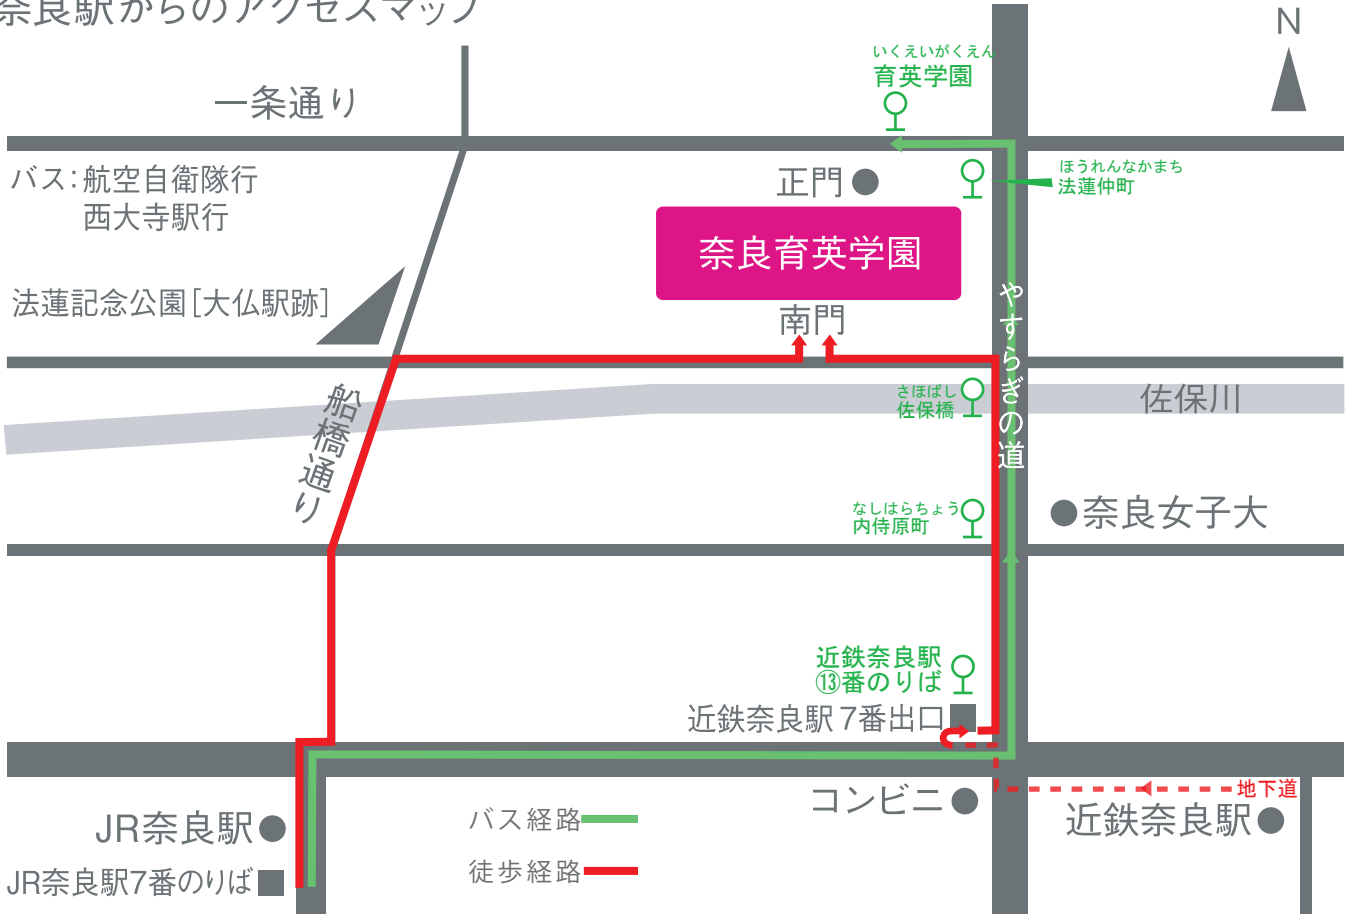 奈良駅からのアクセスマップ
N
いくえいがくえん
育英学園
一条通り
バス:航空自衛隊行
西大寺駅行
正門
ほうれんなかまち
法蓮仲町
奈良育英学園
法蓮記念公園[大仏駅跡]
南門
やすらぎの道
船橋通り
さほばし
佐保橋
佐保川
なしはらちょう
内侍原町
奈良女子大
近鉄奈良駅
⑬番のりば
近鉄奈良駅7番出口
地下道
コンビニ
近鉄奈良駅
JR奈良駅
JR奈良駅7番のりば
バス経路
徒歩経路